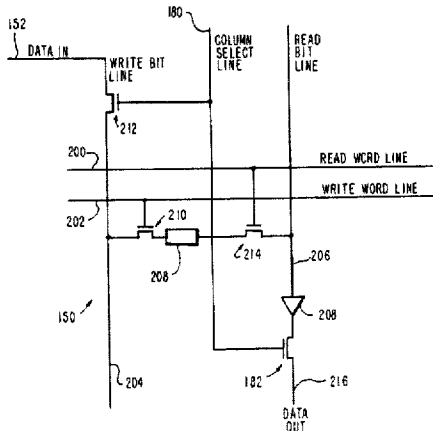 152
DATA IN
WRITE BIT
LINE
180
COLUMN
SELECT
LINE
READ
BIT
LINE
212
200
READ WORD LINE
WRITE WORD LINE
202
210
208
214
206
150
208
204
182
216
DATA
OUT